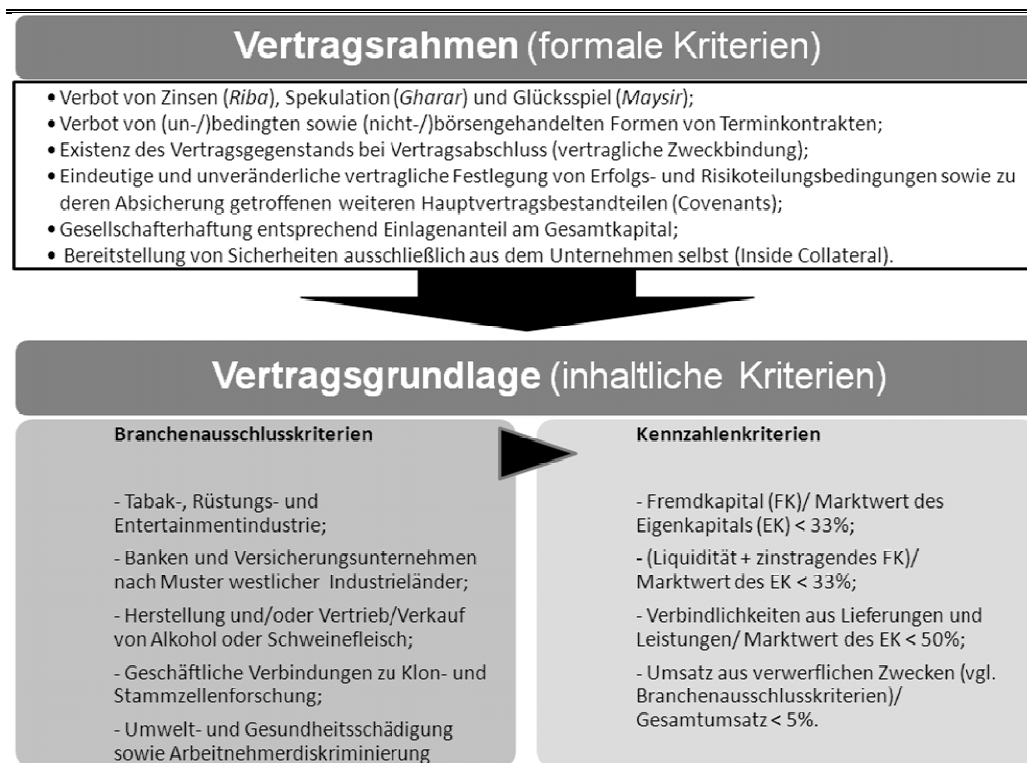 Vertragsrahmen (formale Kriterien)
• Verbot von Zinsen (Riba), Spekulation (Gharar) und Glücksspiel (Maysir);
• Verbot von (un-/)bedingten sowie (nicht-/)börsengehandelten Formen von Terminkontrakten;
• Existenz des Vertragsgegenstands bei Vertragsabschluss (vertragliche Zweckbindung);
• Eindeutige und unveränderliche vertragliche Festlegung von Erfolgs- und Risikoteilungsbedingungen sowie zu
deren Absicherung getroffenen weiteren Hauptvertragsbestandteilen (Covenants);
• Gesellschafterhaftung entsprechend Einlagenanteil am Gesamtkapital;
• Bereitstellung von Sicherheiten ausschließlich aus dem Unternehmen selbst (Inside Collateral).
Vertragsgrundlage (inhaltliche Kriterien)
Branchenausschlusskriterien
- Tabak-, Rüstungs- und
Entertainmentindustrie;
- Banken und Versicherungsunternehmen
nach Muster westlicher Industrieländer;
- Herstellung und/oder Vertrieb/Verkauf
von Alkohol oder Schweinefleisch;
- Geschäftliche Verbindungen zu Klon- und
Stammzellenforschung;
- Umwelt- und Gesundheitsschädigung
sowie Arbeitnehmerdiskriminierung
Kennzahlenkriterien
- Fremdkapital (FK)/ Marktwert des
Eigenkapitals (EK) < 33%;
- (Liquidität + zinstragendes FK)/
Marktwert des EK < 33%;
- Verbindlichkeiten aus Lieferungen und
Leistungen/ Marktwert des EK < 50%;
- Umsatz aus verwerflichen Zwecken (vgl.
Branchenausschlusskriterien)/
Gesamtumsatz < 5%.